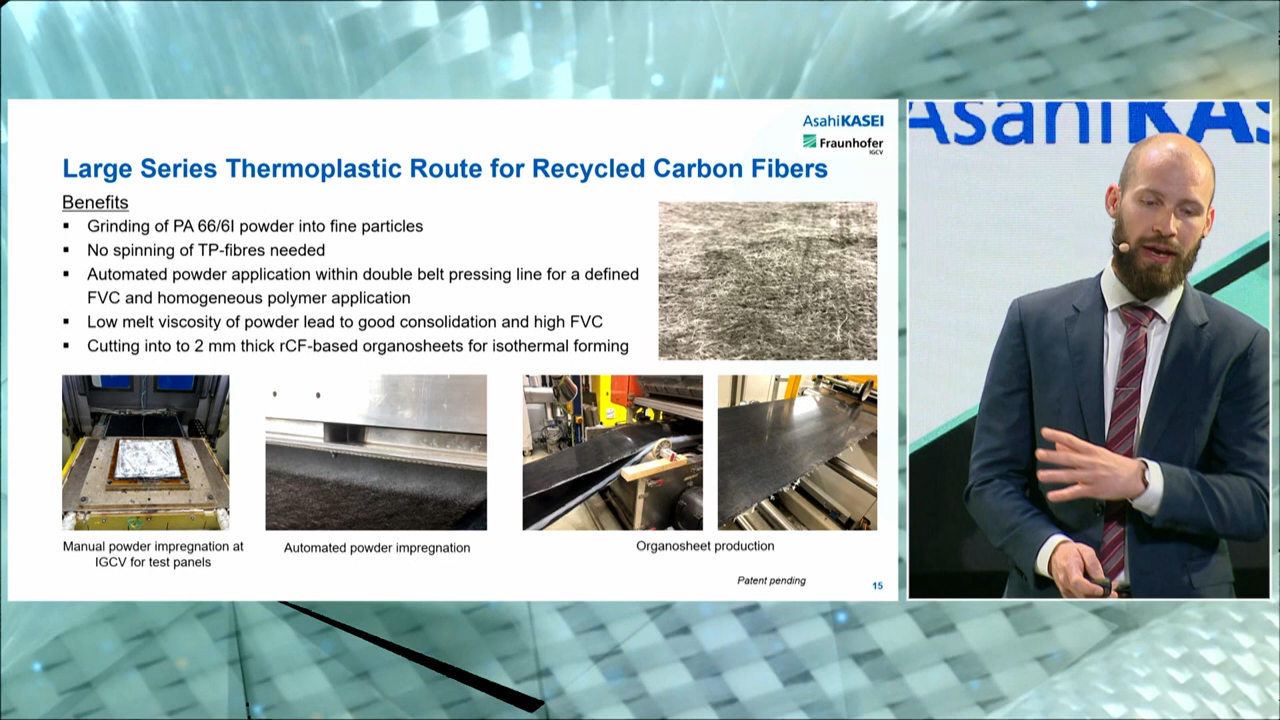 AsahiKASEI
Fraunhofer
IGCV
Large Series Thermoplastic Route for Recycled Carbon Fibers
Benefits
▪ Grinding of PA 66/6I powder into fine particles
▪ No spinning of TP-fibres needed
▪ Automated powder application within double belt pressing line for a defined
FVC and homogeneous polymer application
▪ Low melt viscosity of powder lead to good consolidation and high FVC
▪ Cutting into to 2 mm thick rCF-based organosheets for isothermal forming
Manual powder impregnation at
IGCV for test panels
Automated powder impregnation
Organosheet production
Patent pending
15
AsahiKAS